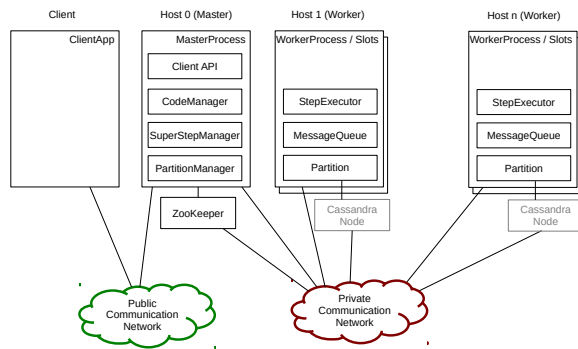 Client
Host 0 (Master)
Host 1 (Worker)
Host n (Worker)
ClientApp
MasterProcess
WorkerProcess / Slots
WorkerProcess / Slots
Client API
CodeManager
StepExecutor
StepExecutor
SuperStepManager
MessageQueue
MessageQueue
PartitionManager
Partition
Partition
ZooKeeper
Cassandra
Node
Cassandra
Node
Public
Communication
Network
Private
Communication
Network